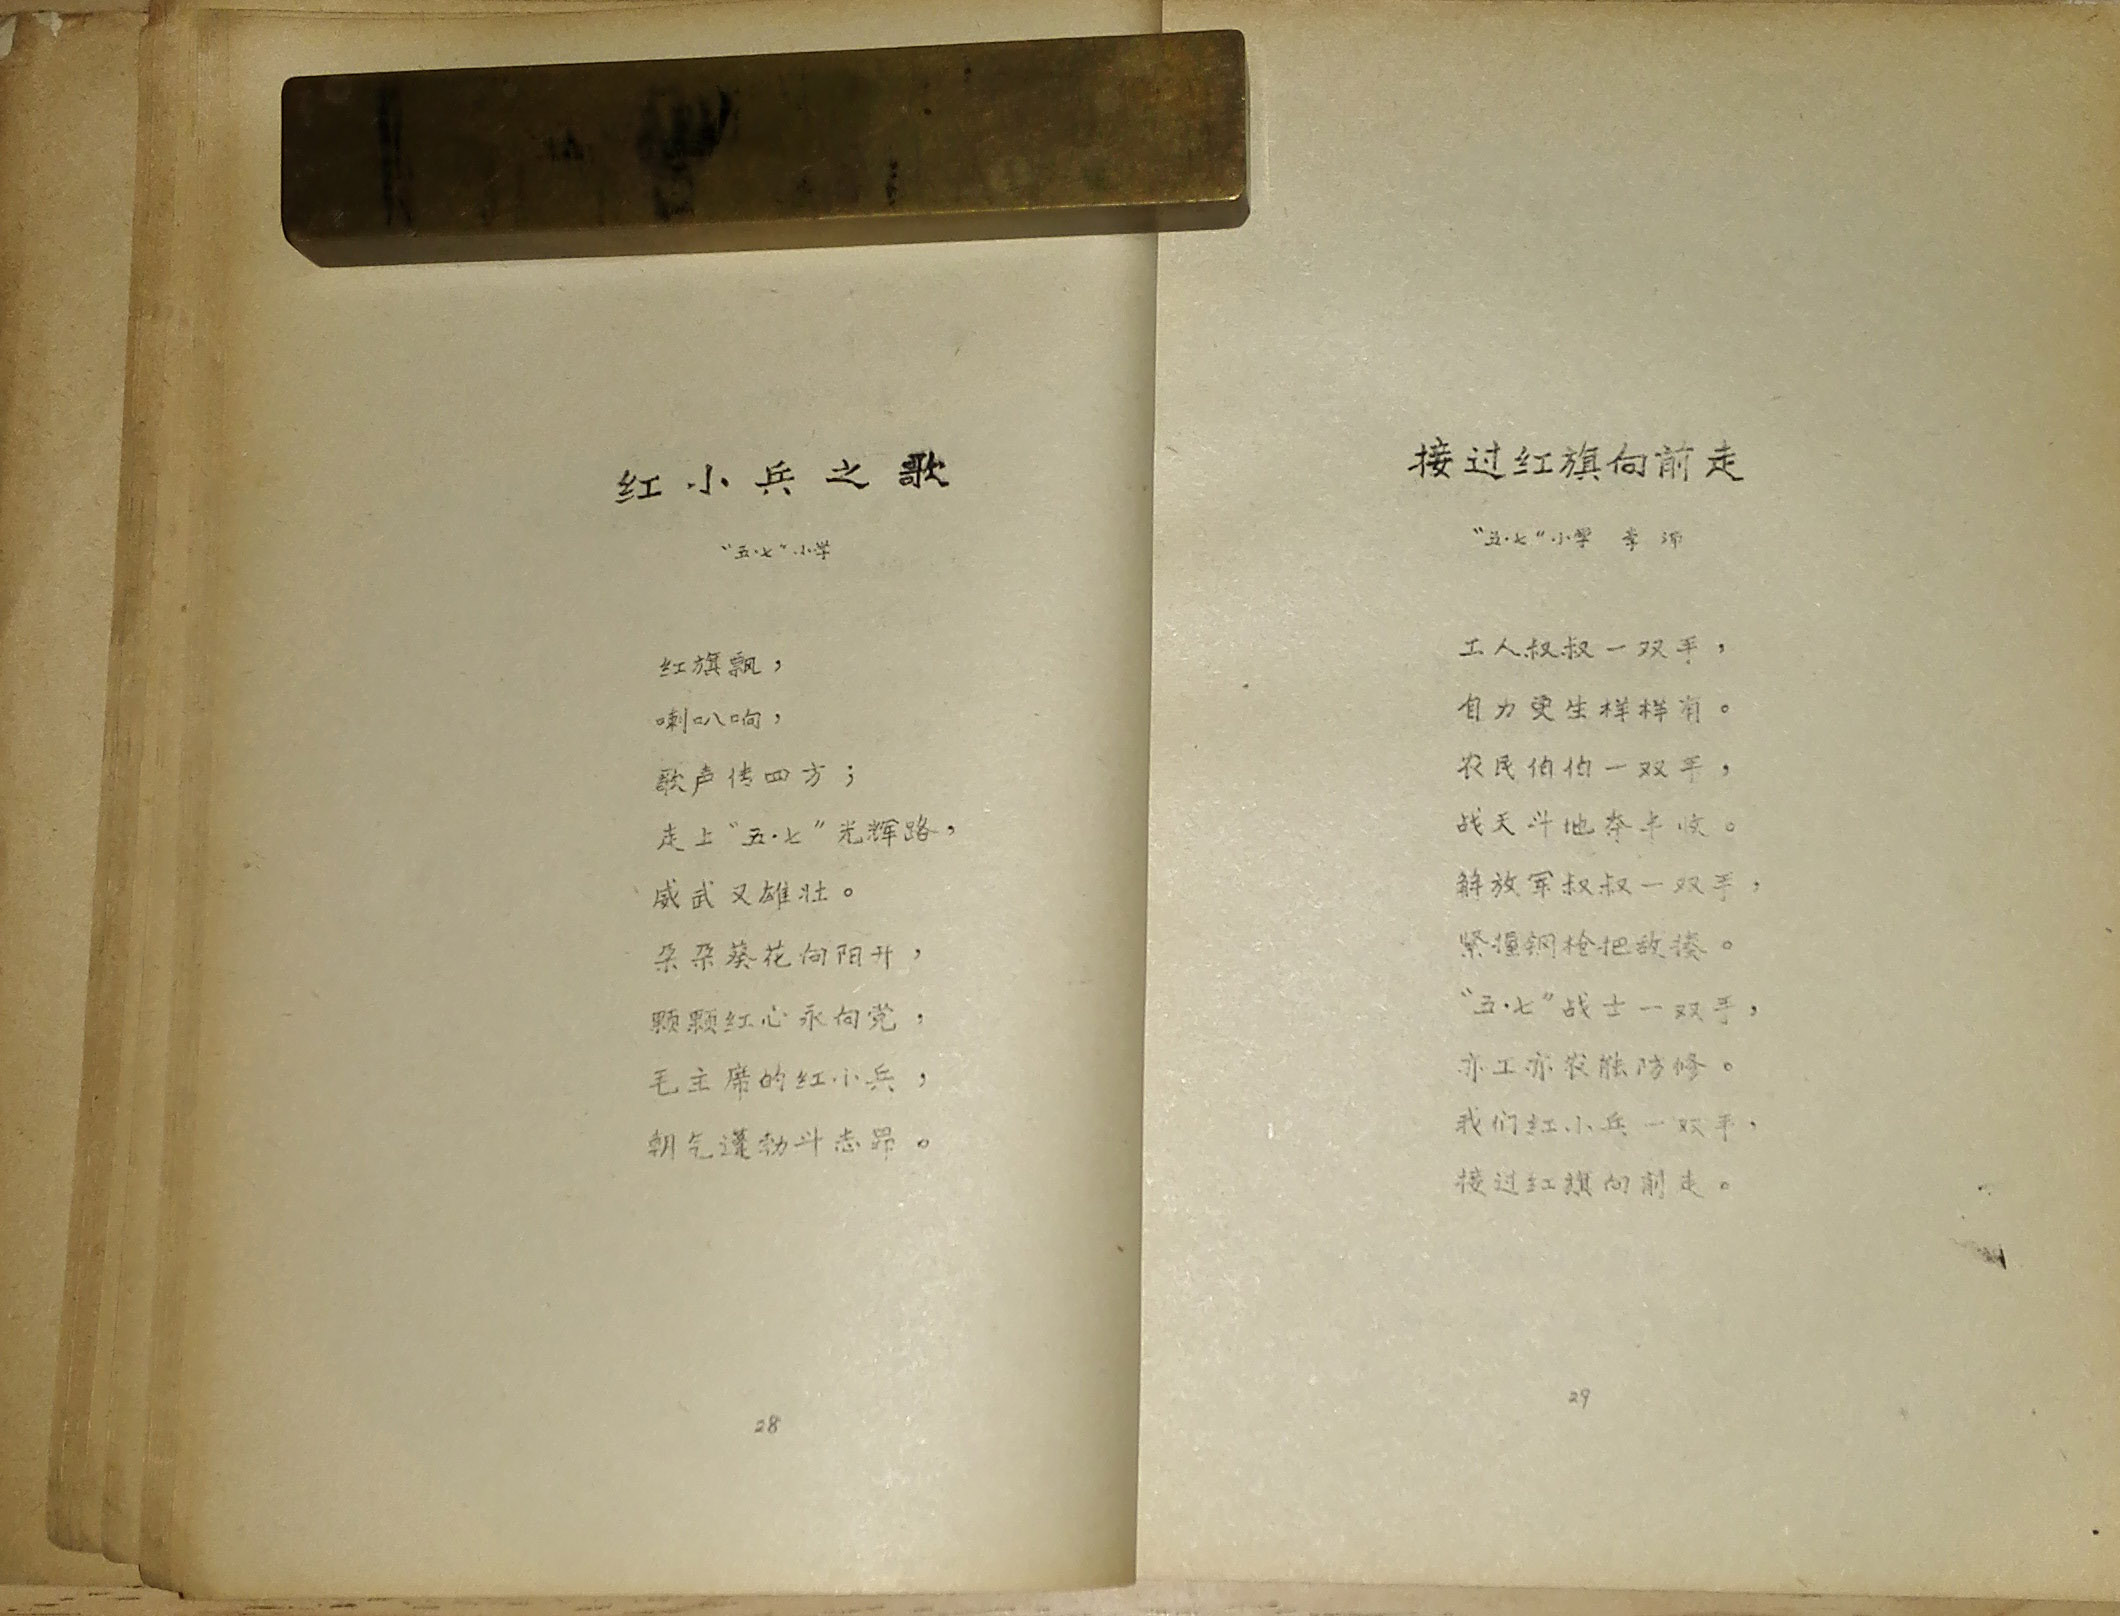 红小兵之歌
“五·七”小学
红旗飘，
喇叭响，
歌声传四方；
走上“五·七”光辉路，
威武又雄壮。
朵朵葵花向阳开，
颗颗红心永向党，
毛主席的红小兵，
朝气蓬勃斗志昂。
28
接过红旗向前走
“五·七”小学 李
工人叔叔一双手，
自力更生样样有。
农民伯伯一双手，
战天斗地夺丰收。
解放军叔叔一双手，
紧握钢枪把敌揍。
“五·七”战士一双手，
亦工亦农能防修。
我们红小兵一双手，
接过红旗向前走。
29